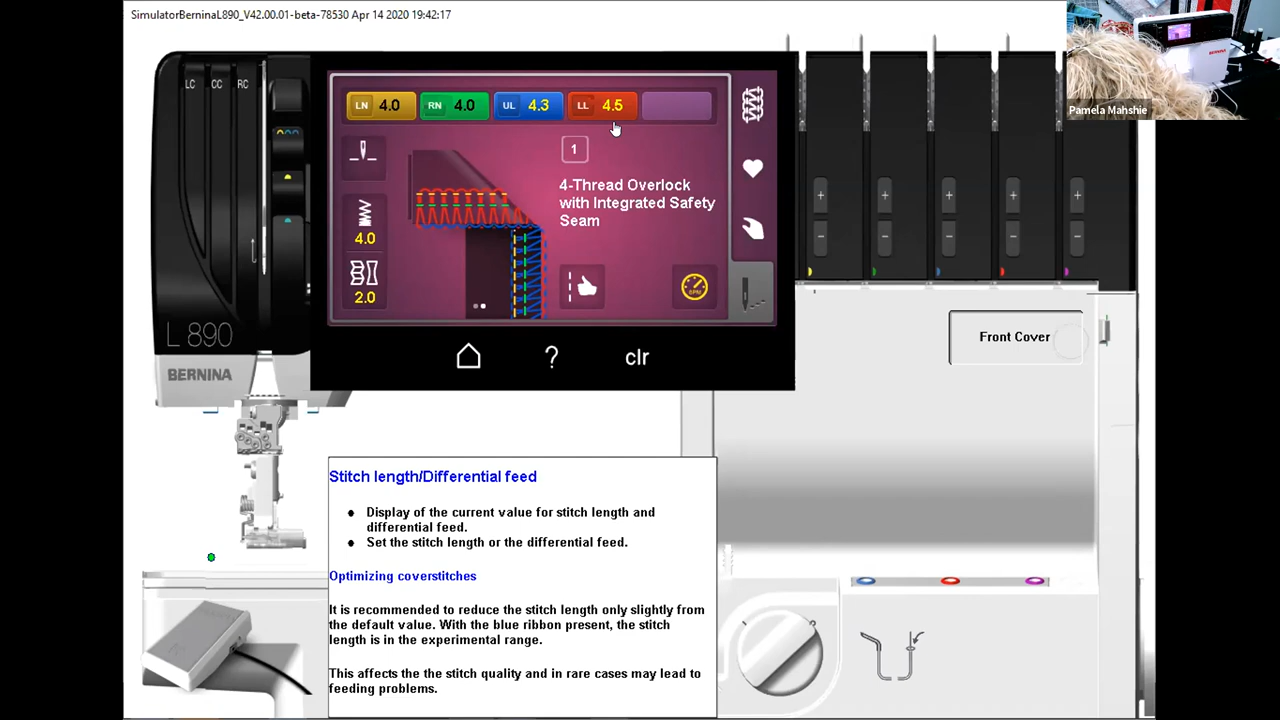 SimulatorBerninaL890_V42.00.01-beta-78530 Apr 14 2020 19:42:17
LC CC RC
LN 4.0 RN 4.0 UL 4.3 LL 4.5
1
4-Thread Overlock
with Integrated Safety
Seam
4.0
2.0
SPM
? clr
L 890
BERNINA
+ + + + +
− − − − −
Front Cover
Pamela Mahshie
Stitch length/Differential feed
● Display of the current value for stitch length and
differential feed.
● Set the stitch length or the differential feed.
Optimizing coverstitches
It is recommended to reduce the stitch length only slightly from
the default value. With the blue ribbon present, the stitch
length is in the experimental range.
This affects the the stitch quality and in rare cases may lead to
feeding problems.